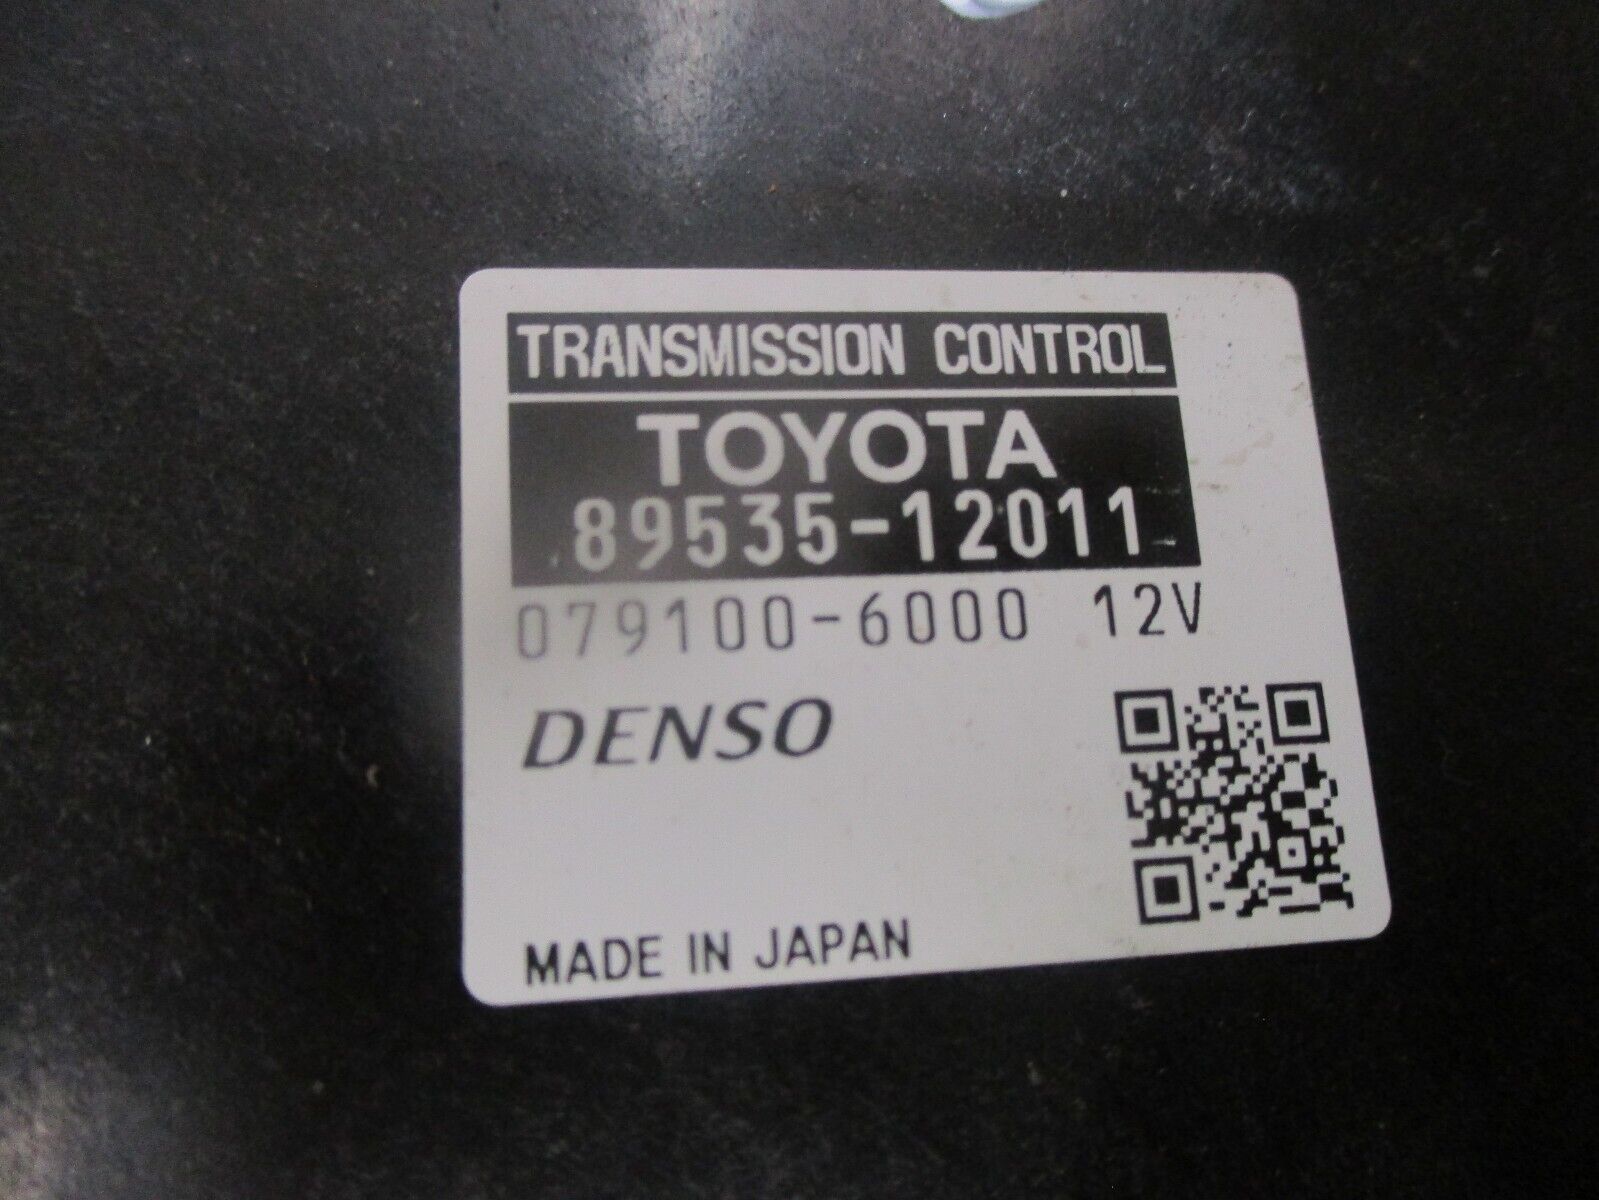 TRANSMISSION CONTROL
TOYOTA
89535-12011
079100-6000 12V
DENSO
MADE IN JAPAN